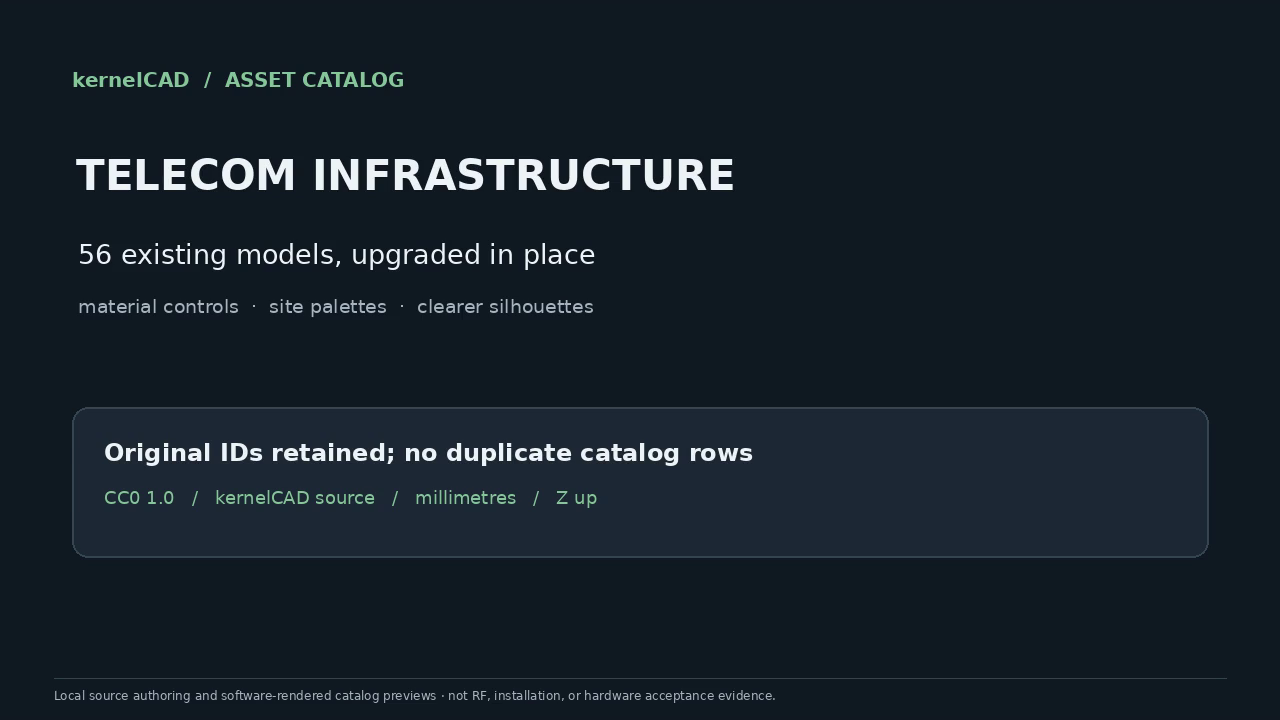 kernelCAD / ASSET CATALOG
TELECOM INFRASTRUCTURE
56 existing models, upgraded in place
material controls · site palettes · clearer silhouettes
Original IDs retained; no duplicate catalog rows
CC0 1.0 / kernelCAD source / millimetres / Z up
Local source authoring and software-rendered catalog previews · not RF, installation, or hardware acceptance evidence.